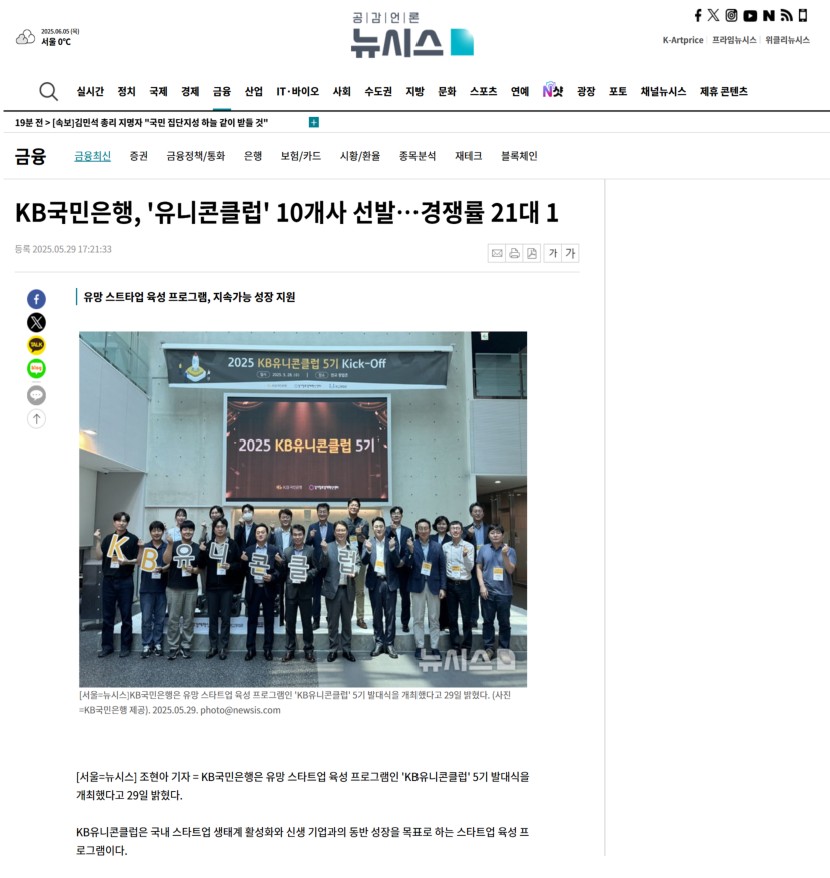 2025.06.05 (목)
서울 0℃
공|감|언|론
뉴시스
K-Artprice 프라임뉴시스 위클리뉴시스
실시간 정치 국제 경제 금융 산업 IT·바이오 사회 수도권 지방 문화 스포츠 연예 N샷 광장 포토 채널뉴시스 제휴 콘텐츠
19분 전 > [속보]김민석 총리 지명자 "국민 집단지성 하늘 같이 받들 것"
금융 금융최신 증권 금융정책/통화 은행 보험/카드 시황/환율 종목분석 재테크 블록체인
KB국민은행, '유니콘클럽' 10개사 선발…경쟁률 21대 1
등록 2025.05.29 17:21:33
가 가
유망 스트타업 육성 프로그램, 지속가능 성장 지원
TALK
blog
2025 KB유니콘클럽 5기 Kick-Off
2025 KB유니콘클럽 5기
KB유니콘클럽
뉴시스
[서울=뉴시스]KB국민은행은 유망 스타트업 육성 프로그램인 'KB유니콘클럽' 5기 발대식을 개최했다고 29일 밝혔다. (사진
=KB국민은행 제공). 2025.05.29. photo@newsis.com
[서울=뉴시스] 조현아 기자 = KB국민은행은 유망 스타트업 육성 프로그램인 'KB유니콘클럽' 5기 발대식을
개최했다고 29일 밝혔다.
KB유니콘클럽은 국내 스타트업 생태계 활성화와 신생 기업과의 동반 성장을 목표로 하는 스타트업 육성 프
로그램이다.